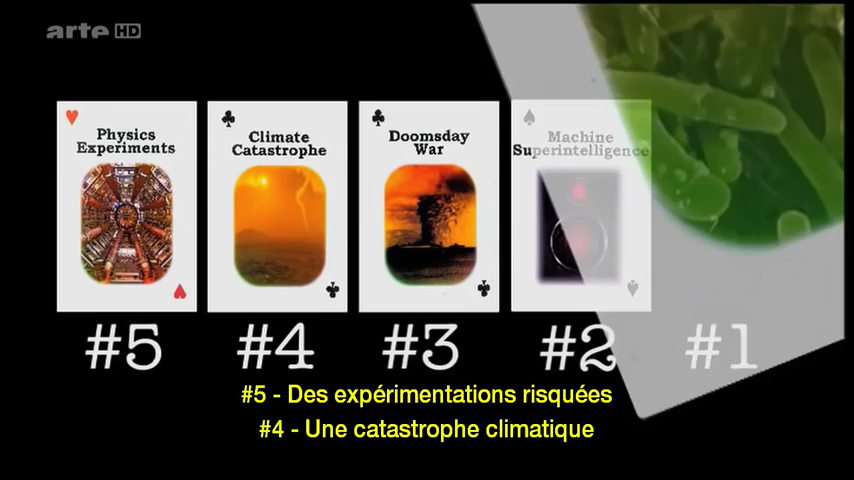 arte HD
Physics
Experiments
Climate
Catastrophe
Doomsday
War
Machine
Superintelligence
#5
#4
#3
#2
#1
#5 - Des expérimentations risquées
#4 - Une catastrophe climatique